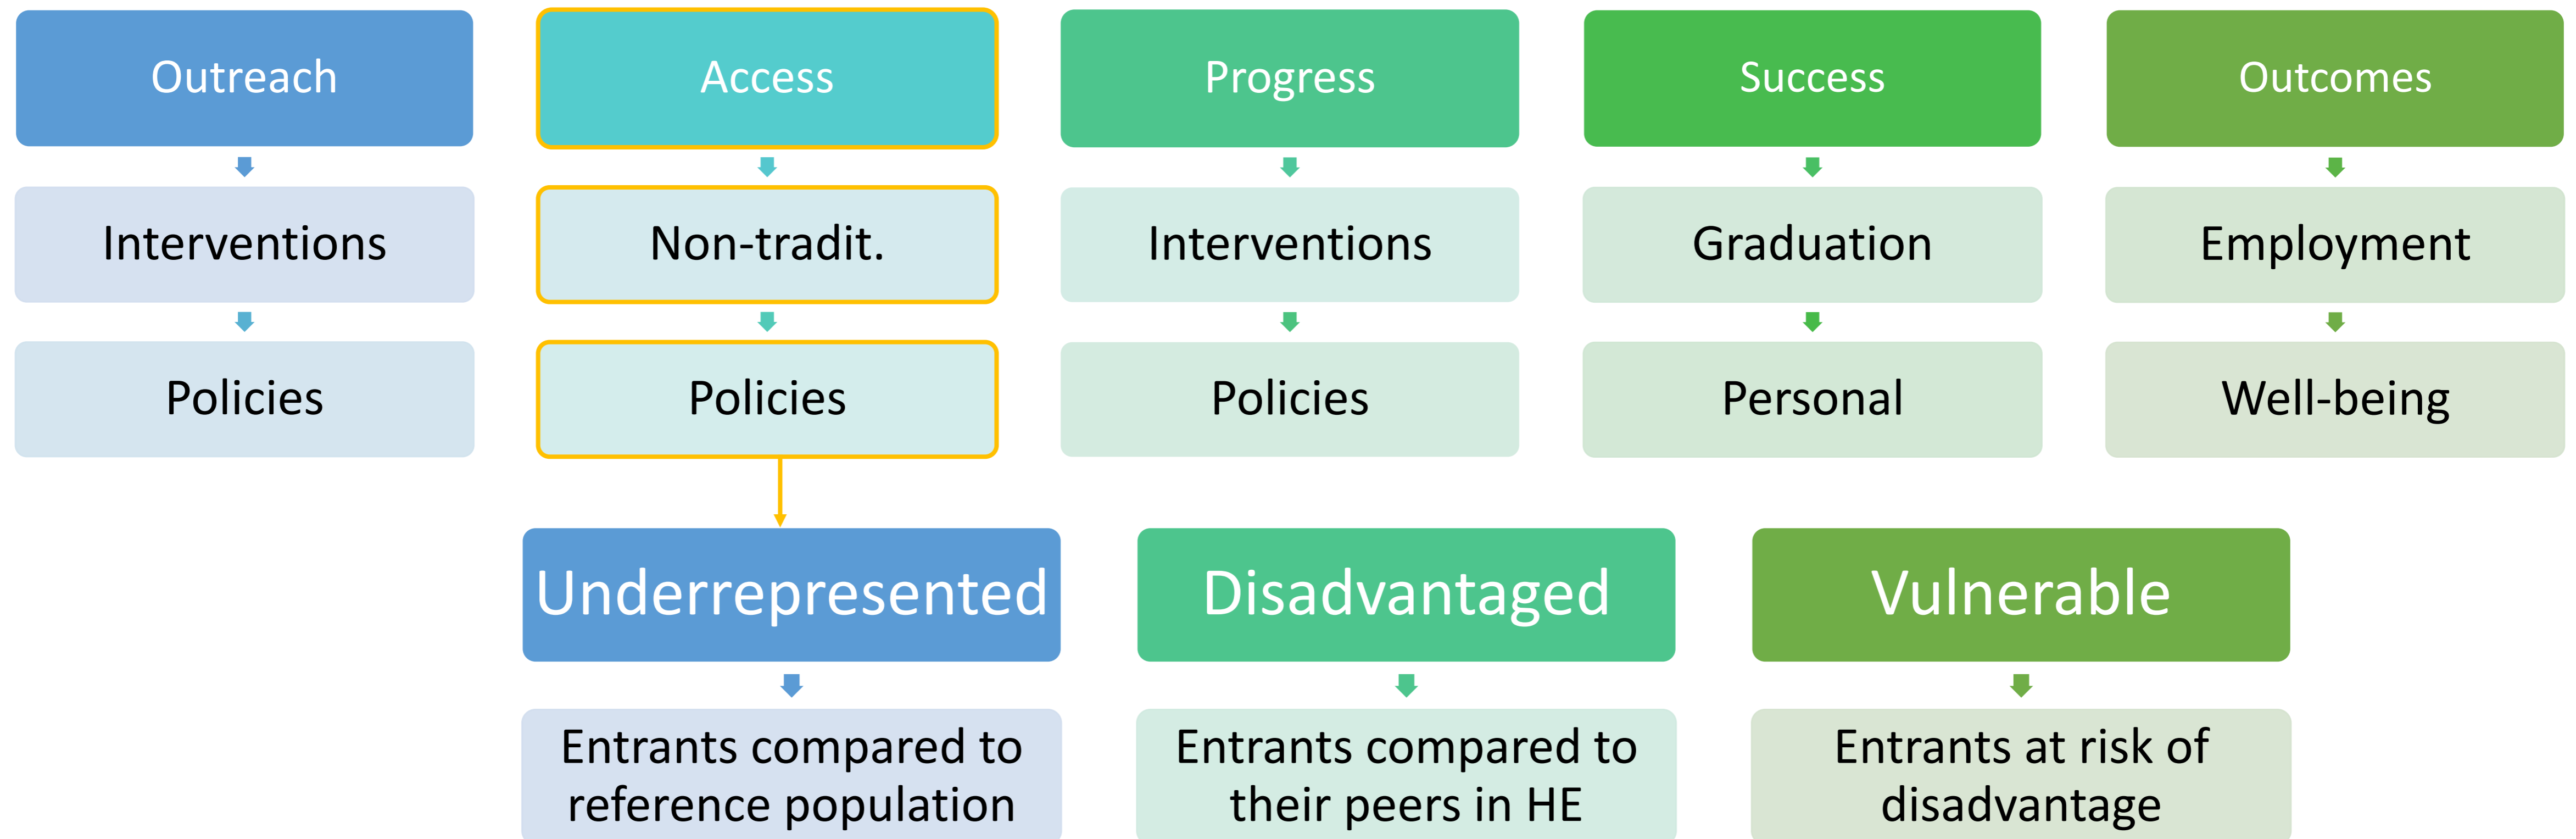 Outreach
Access
Progress
Success
Outcomes
Interventions
Non-tradit.
Interventions
Graduation
Employment
Policies
Policies
Policies
Personal
Well-being
Underrepresented
Disadvantaged
Vulnerable
Entrants compared to
reference population
Entrants compared to
their peers in HE
Entrants at risk of
disadvantage